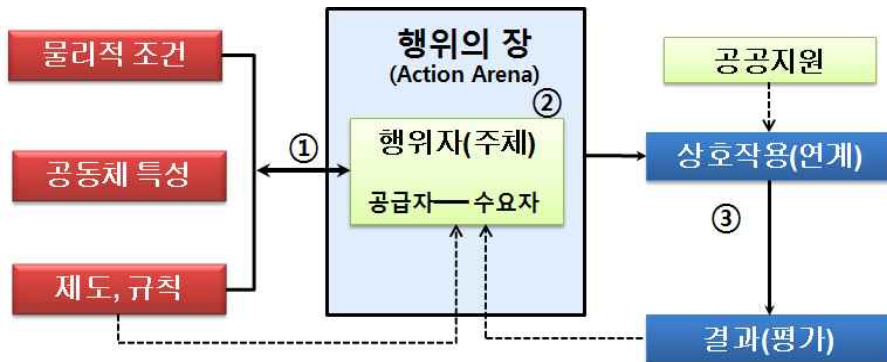 물리적 조건
공동체 특성
제도, 규칙
①
행위의 장
(Action Arena)
②
행위자(주체)
공급자 수요자
공공지원
상호작용(연계)
③
결과(평가)